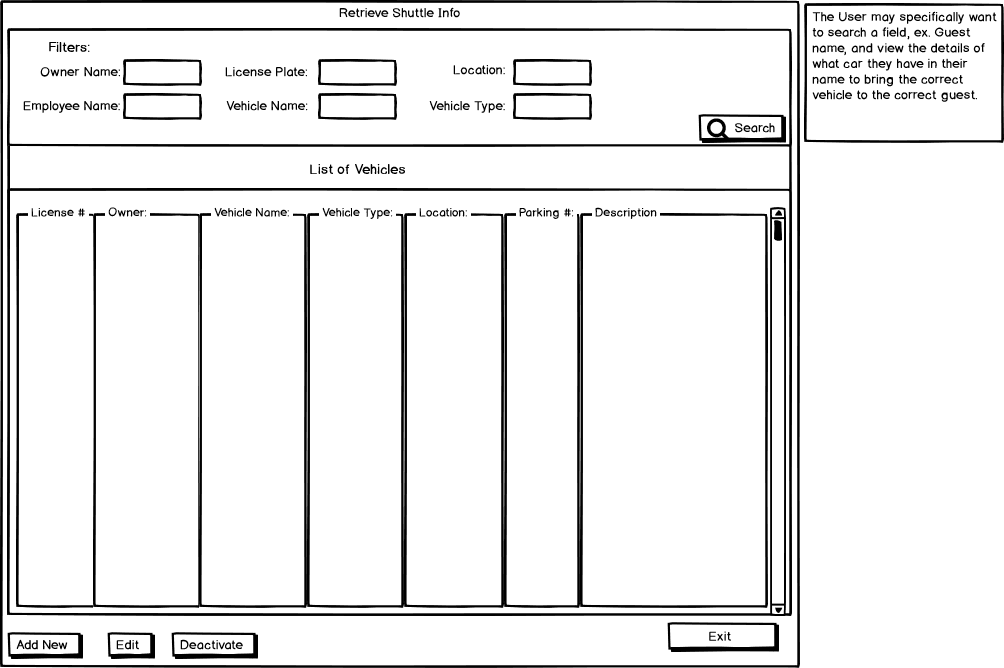 Retrieve Shuttle Info
Filters:
Owner Name: License Plate: Location:
Employee Name: Vehicle Name: Vehicle Type:
Search
List of Vehicles
License # Owner: Vehicle Name: Vehicle Type: Location: Parking #: Description
Add New Edit Deactivate Exit
The User may specifically want
to search a field, ex. Guest
name, and view the details of
what car they have in their
name to bring the correct
vehicle to the correct guest.